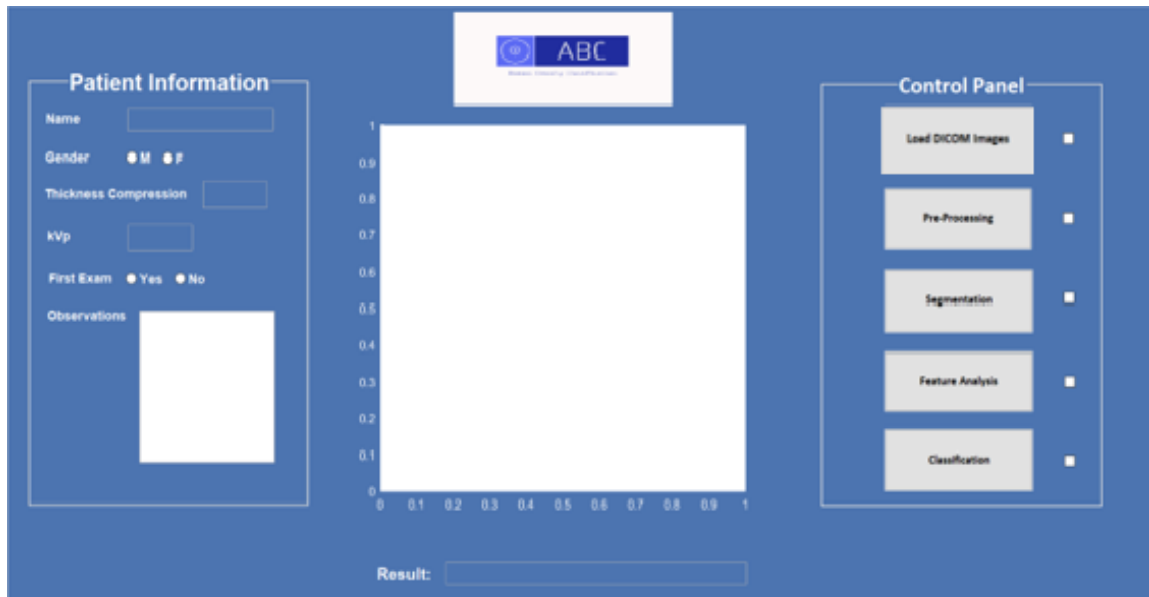 ABC
Patient Information
Name
Gender M F
Thickness Compression
kVp
First Exam Yes No
Observations
1
0.9
0.8
0.7
0.6
0.5
0.4
0.3
0.2
0.1
0
0 0.1 0.2 0.3 0.4 0.5 0.6 0.7 0.8 0.9 1
Result:
Control Panel
Load DICOM Images
Pre-Processing
Segmentation
Feature Analysis
Classification